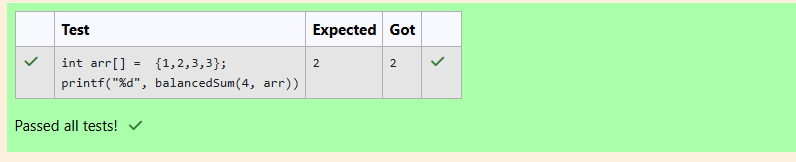 Test Expected Got
int arr[] =  {1,2,3,3}; 2 2
printf("%d", balancedSum(4, arr))
Passed all tests!